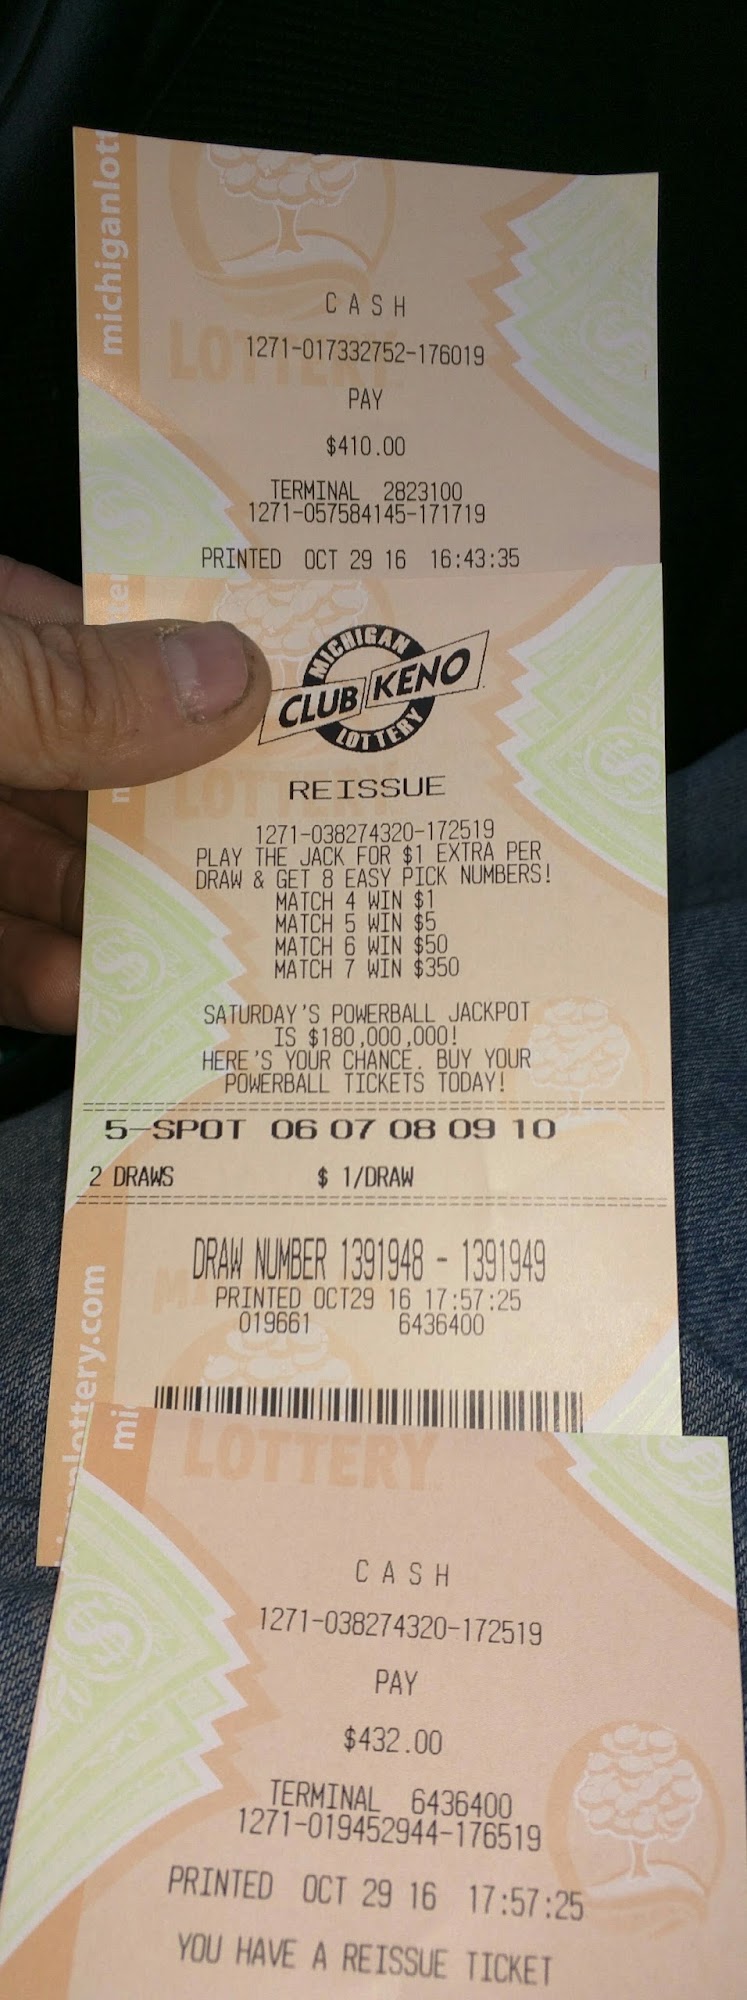 michiganlott
LOTTERY
CASH
1271-017332752-176019
PAY
$410.00
TERMINAL 2823100
1271-057584145-171719
PRINTED OCT 29 16 16:43:35
MICHIGAN
CLUB KENO
LOTTERY
LOTTERY
REISSUE
1271-038274320-172519
PLAY THE JACK FOR $1 EXTRA PER
DRAW & GET 8 EASY PICK NUMBERS!
MATCH 4 WIN $1
MATCH 5 WIN $5
MATCH 6 WIN $50
MATCH 7 WIN $350
SATURDAY'S POWERBALL JACKPOT
IS $180,000,000!
HERE'S YOUR CHANCE. BUY YOUR
POWERBALL TICKETS TODAY!
5-SPOT 06 07 08 09 10
2 DRAWS $ 1/DRAW
DRAW NUMBER 1391948 - 1391949
PRINTED OCT29 16 17:57:25
019661 6436400
lottery.com
mi
LOTTERY
CASH
1271-038274320-172519
PAY
$432.00
TERMINAL 6436400
1271-019452944-176519
PRINTED OCT 29 16 17:57:25
YOU HAVE A REISSUE TICKET